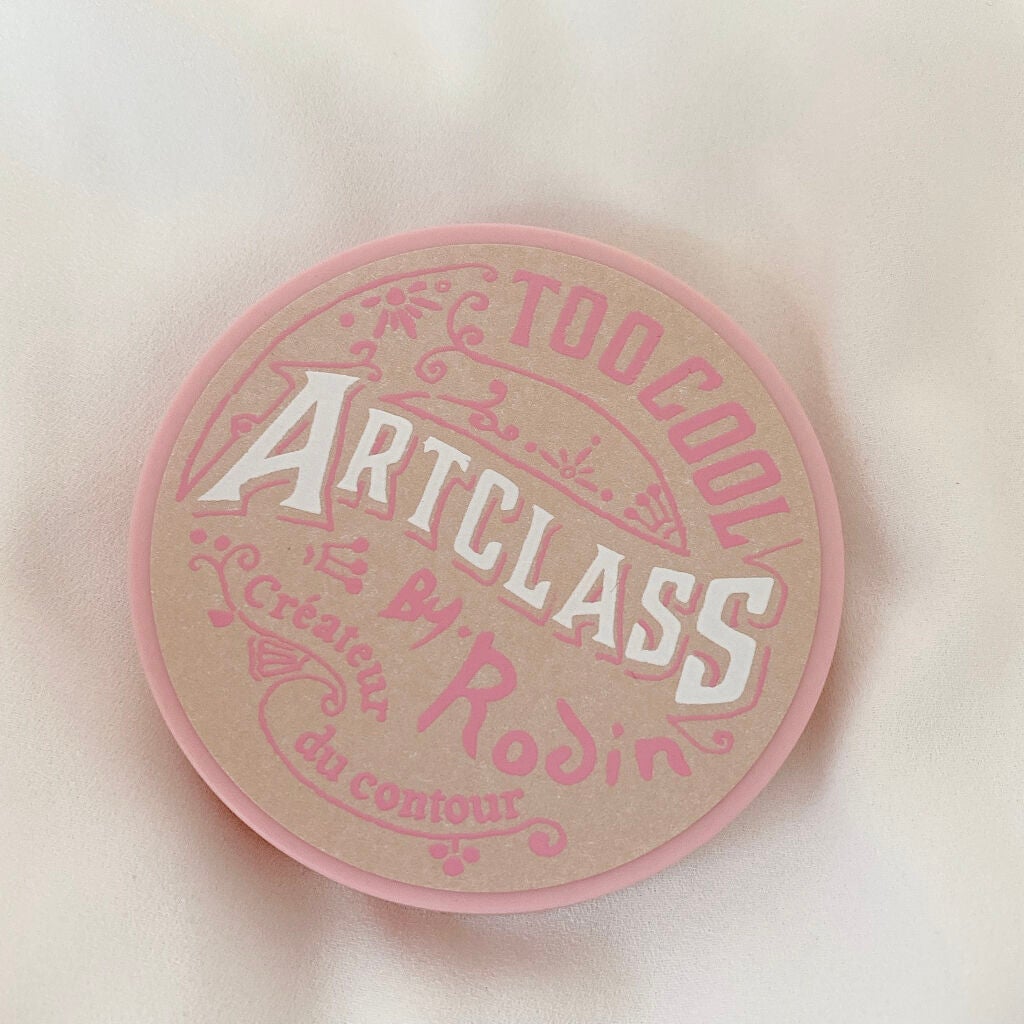 TOO COOL
ARTCLASS
BY. Rodin
Créateur
du contour